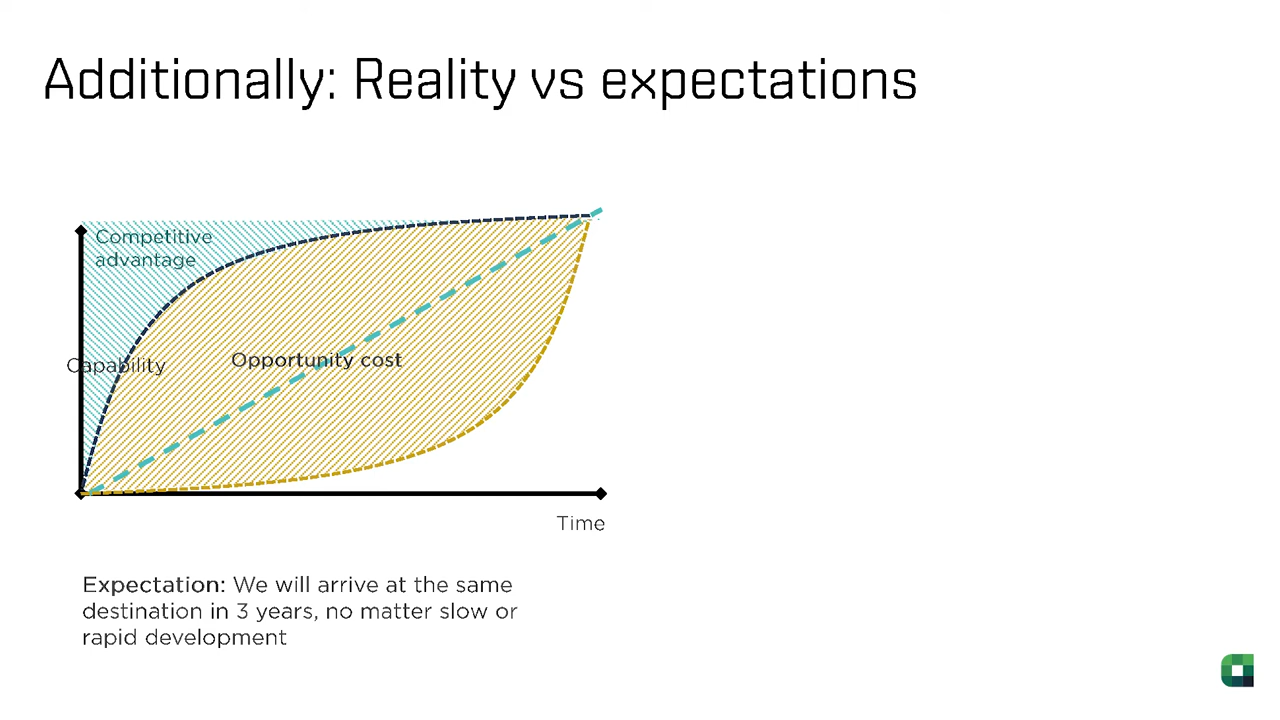 Additionally: Reality vs expectations
Competitive
advantage
Capability
Opportunity cost
Time
Expectation: We will arrive at the same
destination in 3 years, no matter slow or
rapid development